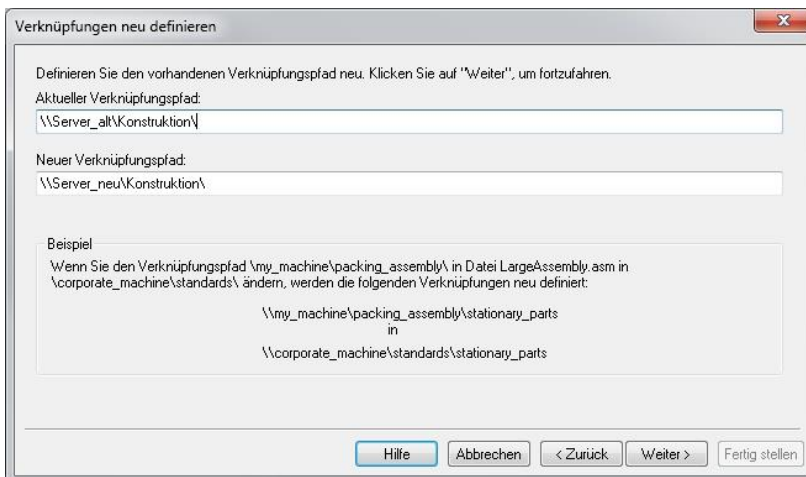 Verknüpfungen neu definieren
Definieren Sie den vorhandenen Verknüpfungspfad neu. Klicken Sie auf "Weiter", um fortzufahren.
Aktueller Verknüpfungspfad:
\\Server_alt\Konstruktion\
Neuer Verknüpfungspfad:
\\Server_neu\Konstruktion\
Beispiel
Wenn Sie den Verknüpfungspfad \my_machine\packing_assembly\ in Datei LargeAssembly.asm in
\corporate_machine\standards\ ändern, werden die folgenden Verknüpfungen neu definiert:
\\my_machine\packing_assembly\stationary_parts
in
\\corporate_machine\standards\stationary_parts
Hilfe
Abbrechen
< Zurück
Weiter >
Fertig stellen